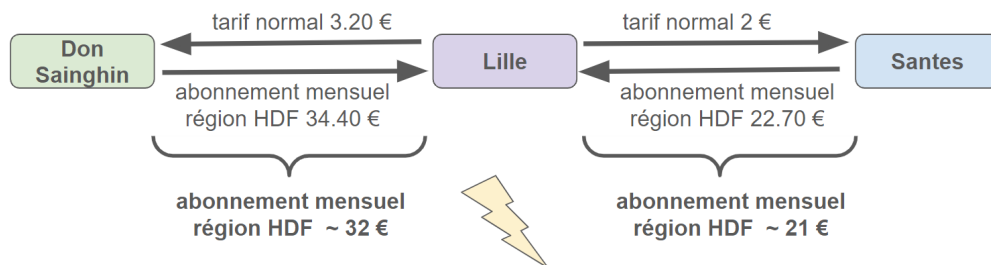 tarif normal 3.20 €
tarif normal 2 €
Don
Sainghin
Lille
Santes
abonnement mensuel
région HDF 34.40 €
abonnement mensuel
région HDF 22.70 €
abonnement mensuel
région HDF ~ 32 €
abonnement mensuel
région HDF ~ 21 €